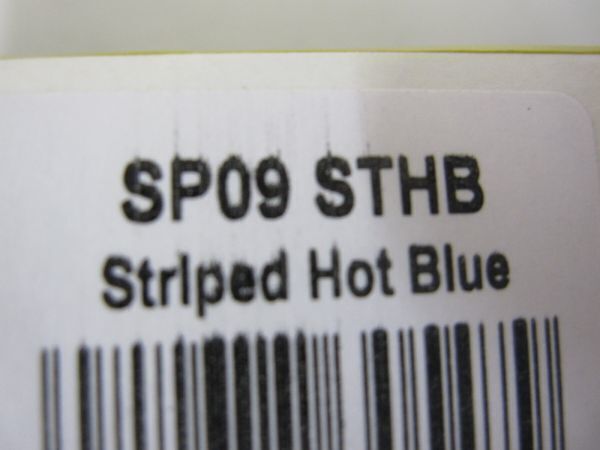 SP09 STHB
Striped Hot Blue